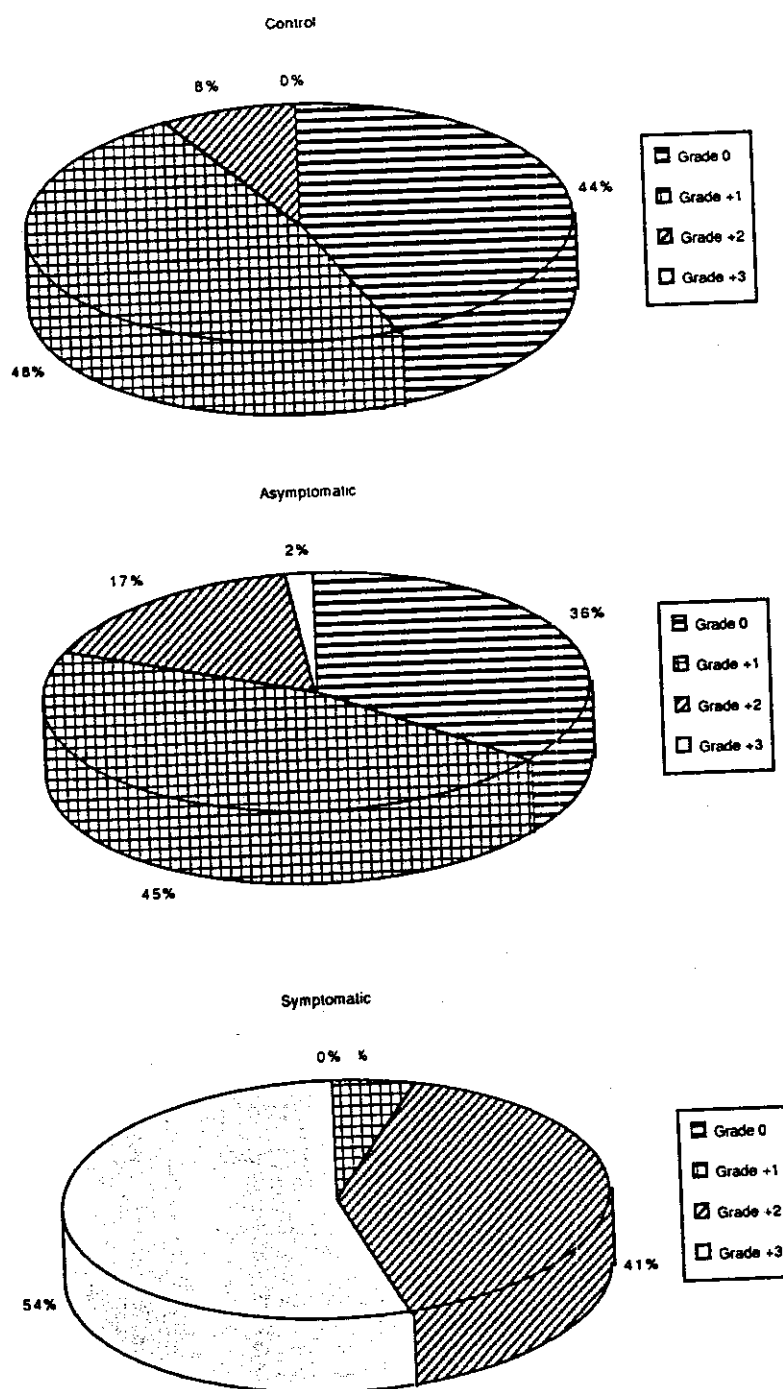 Control
8% 0%
44%
48%
Grade 0
Grade +1
Grade +2
Grade +3
Asymptomatic
2%
17%
36%
45%
Grade 0
Grade +1
Grade +2
Grade +3
Symptomatic
0% %
41%
54%
Grade 0
Grade +1
Grade +2
Grade +3